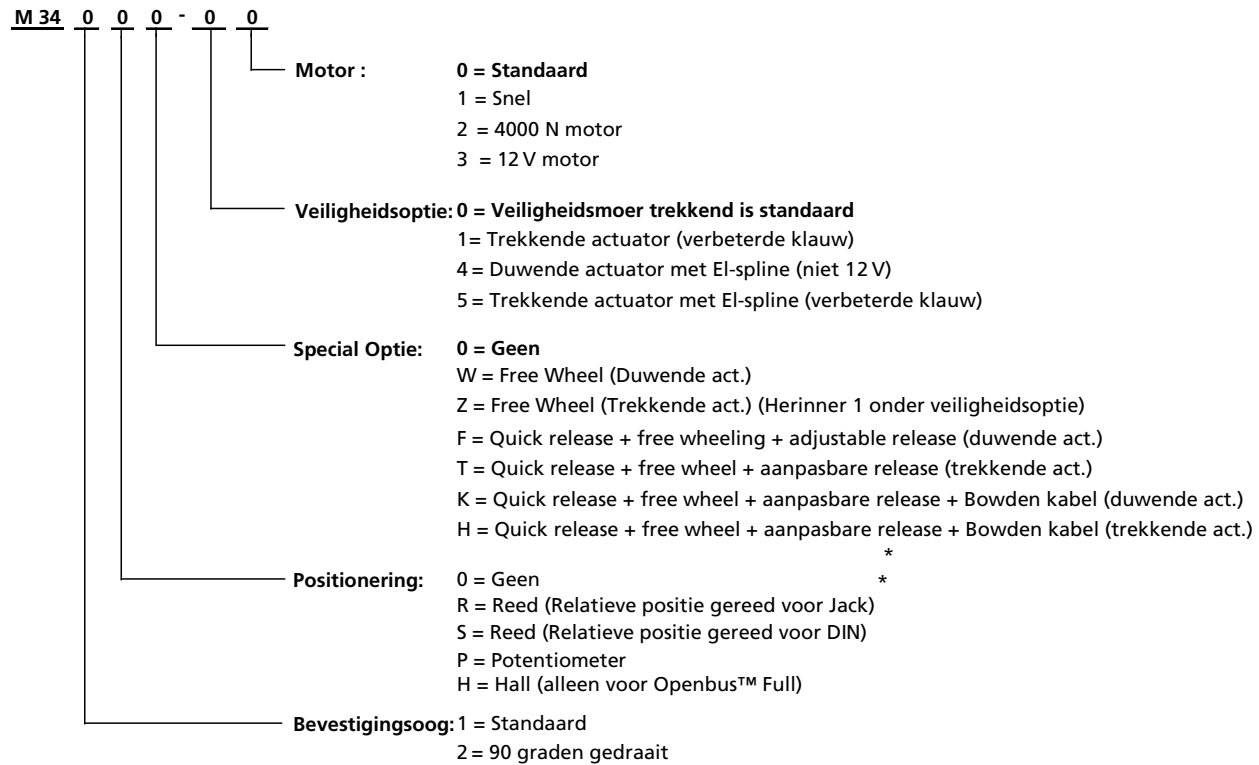 M 34 0 0 0 - 0 0
Motor : 0 = Standaard
1 = Snel
2 = 4000 N motor
3 = 12 V motor
Veiligheidsoptie: 0 = Veiligheidsmoer trekkend is standaard
1= Trekkende actuator (verbeterde klauw)
4 = Duwende actuator met El-spline (niet 12 V)
5 = Trekkende actuator met El-spline (verbeterde klauw)
Special Optie: 0 = Geen
W = Free Wheel (Duwende act.)
Z = Free Wheel (Trekkende act.) (Herinner 1 onder veiligheidsoptie)
F = Quick release + free wheeling + adjustable release (duwende act.)
T = Quick release + free wheel + aanpasbare release (trekkende act.)
K = Quick release + free wheel + aanpasbare release + Bowden kabel (duwende act.)
H = Quick release + free wheel + aanpasbare release + Bowden kabel (trekkende act.)
*
Positionering: 0 = Geen *
R = Reed (Relatieve positie gereed voor Jack)
S = Reed (Relatieve positie gereed voor DIN)
P = Potentiometer
H = Hall (alleen voor Openbus™ Full)
Bevestigingsoog: 1 = Standaard
2 = 90 graden gedraait